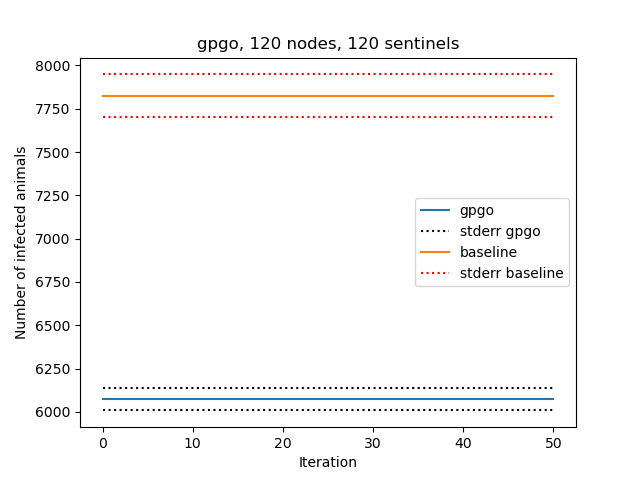 gpgo, 120 nodes, 120 sentinels
Number of infected animals
8000
7750
7500
7250
7000
6750
6500
6250
6000
gpgo
stderr gpgo
baseline
stderr baseline
0 10 20 30 40 50
Iteration